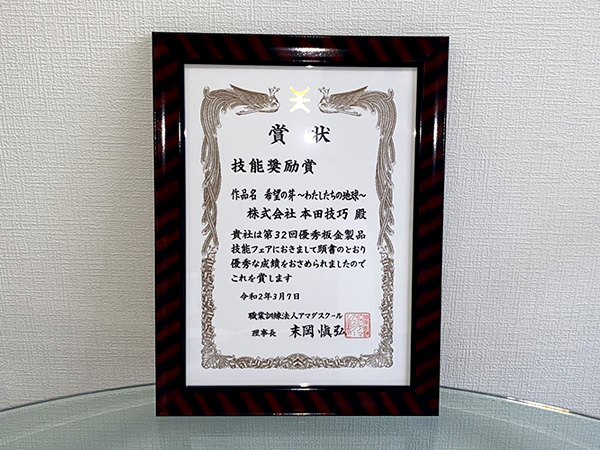 賞状
技能奨励賞
作品名 希望の芽～わたしたちの地球～
株式会社 本田技巧 殿
貴社は第32回優秀板金製品
技能フェアにおきまして頭書のとおり
優秀な成績をおさめられましたので
これを賞します
令和2年3月7日
職業訓練法人アマダスクール
理事長 末岡愼弘